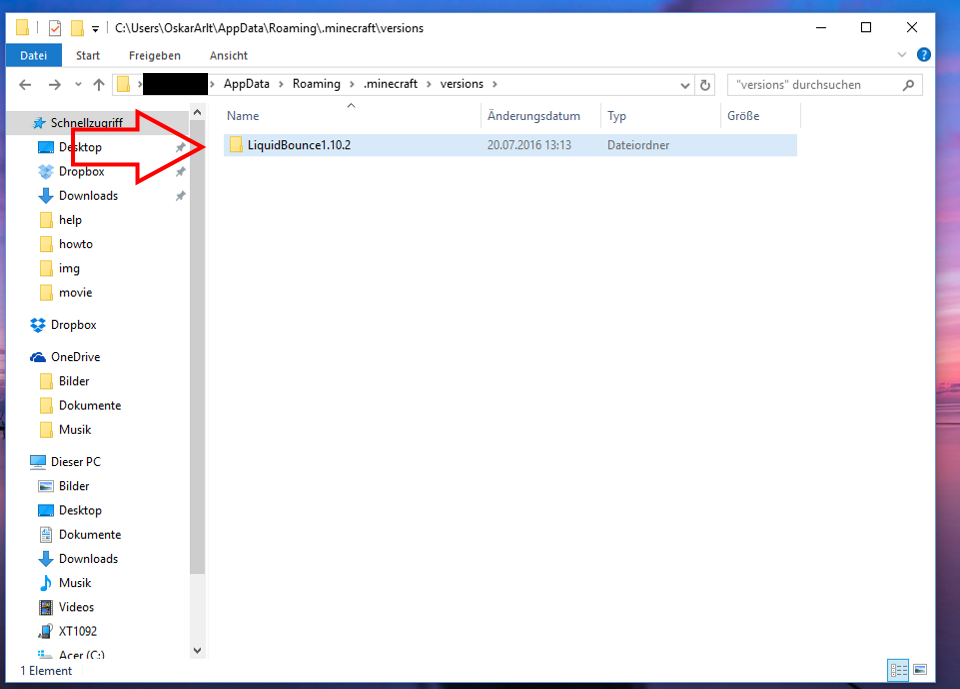 C:\Users\OskarArlt\AppData\Roaming\.minecraft\versions
Datei Start Freigeben Ansicht
AppData Roaming .minecraft versions "versions" durchsuchen
Name Änderungsdatum Typ Größe
LiquidBounce1.10.2 20.07.2016 13:13 Dateiordner
Schnellzugriff
Desktop
Dropbox
Downloads
help
howto
img
movie
Dropbox
OneDrive
Bilder
Dokumente
Musik
Dieser PC
Bilder
Desktop
Dokumente
Downloads
Musik
Videos
XT1092
Acer (C:)
1 Element